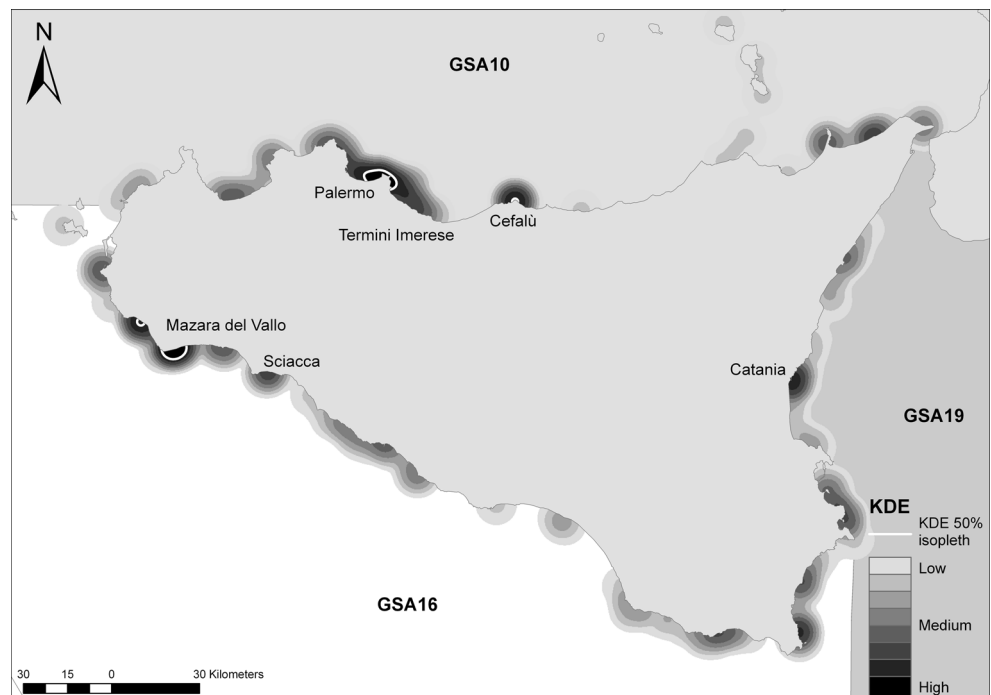 N
GSA10
Palermo
Termini Imerese
Cefalù
Mazara del Vallo
Sciacca
Catania
GSA19
KDE
KDE 50%
isopleth
Low
Medium
High
GSA16
30 15 0 30 Kilometers